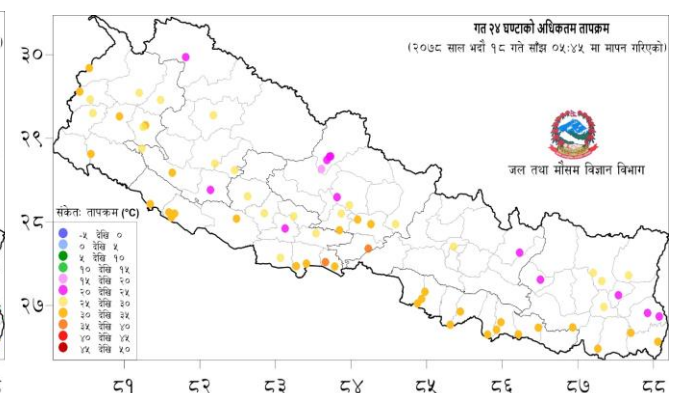 गत २४ घण्टाको अधिकतम तापक्रम
(२०७८ साल भदौ १८ गते साँझ ०५:४५ मा मापन गरिएको)
जल तथा मौसम विज्ञान विभाग
३०
२९
२८
२७
संकेतः तापक्रम (°C)
-५ देखि ०
० देखि ५
५ देखि १०
१० देखि १५
१५ देखि २०
२० देखि २५
२५ देखि ३०
३० देखि ३५
३५ देखि ४०
४० देखि ४५
४५ देखि ५०
८१ ८२ ८३ ८४ ८५ ८६ ८७ ८८